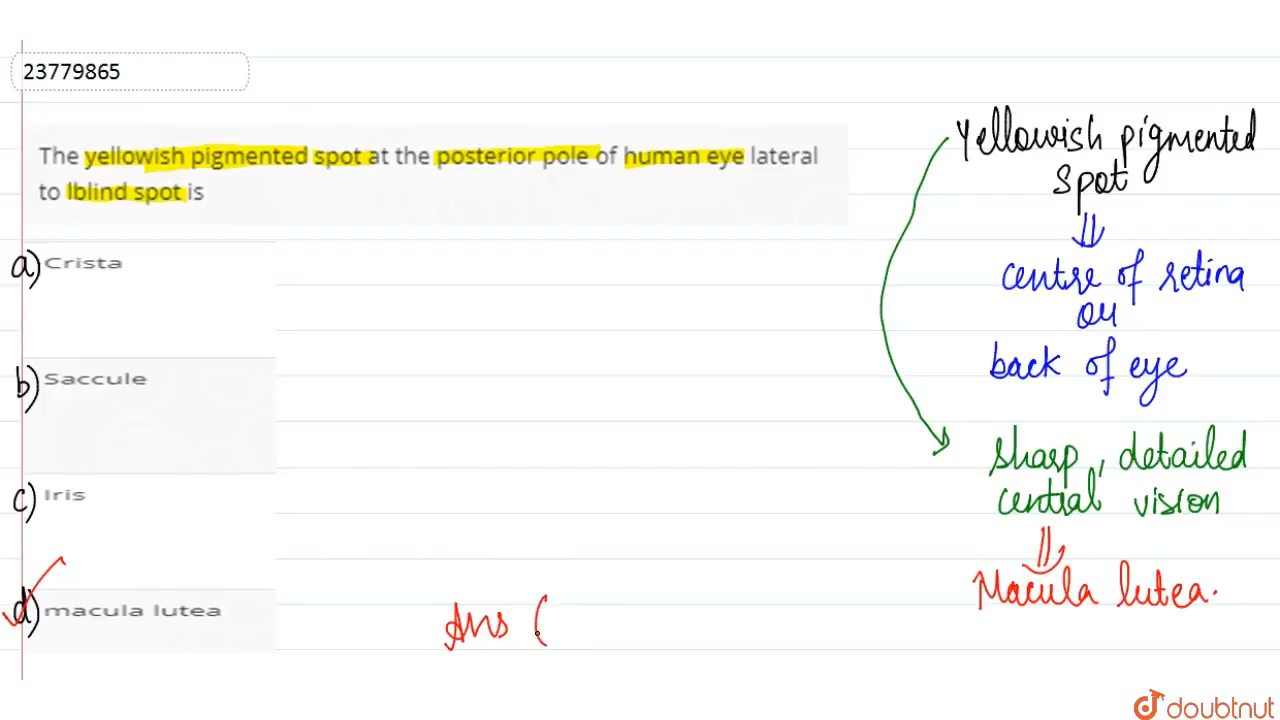 23779865
The yellowish pigmented spot at the posterior pole of human eye lateral
to lblind spot is
a) Crista
b) Saccule
c) Iris
d) macula lutea
Ans (
Yellowish pigmented
spot
⇓
centre of retina
or
back of eye
sharp, detailed
central vision
⇓
Macula lutea.
doubtnut